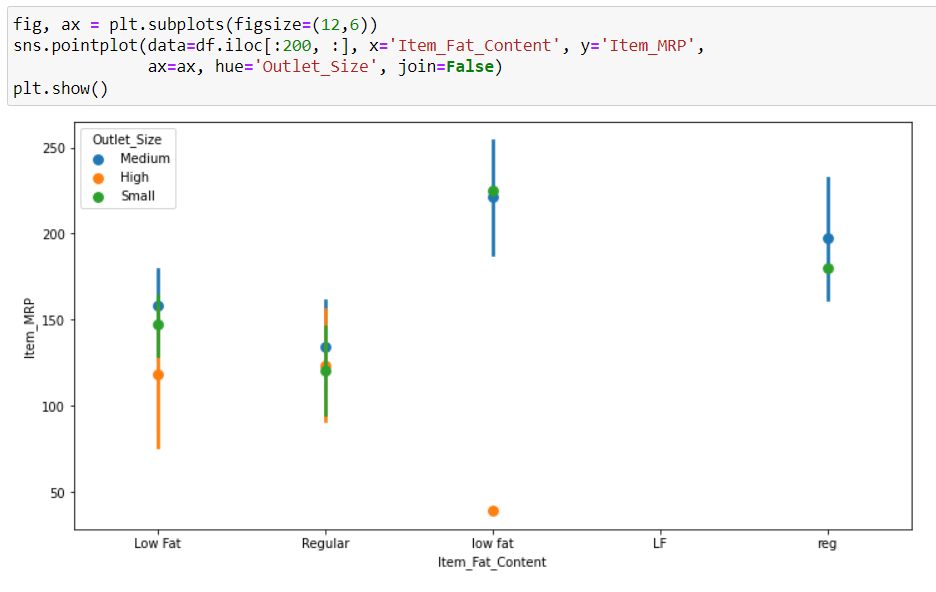 fig, ax = plt.subplots(figsize=(12,6))
sns.pointplot(data=df.iloc[:200, :], x='Item_Fat_Content', y='Item_MRP',
              ax=ax, hue='Outlet_Size', join=False)
plt.show()
Outlet_Size
Medium
High
Small
250
200
150
100
50
Item_MRP
Low Fat
Regular
low fat
LF
reg
Item_Fat_Content